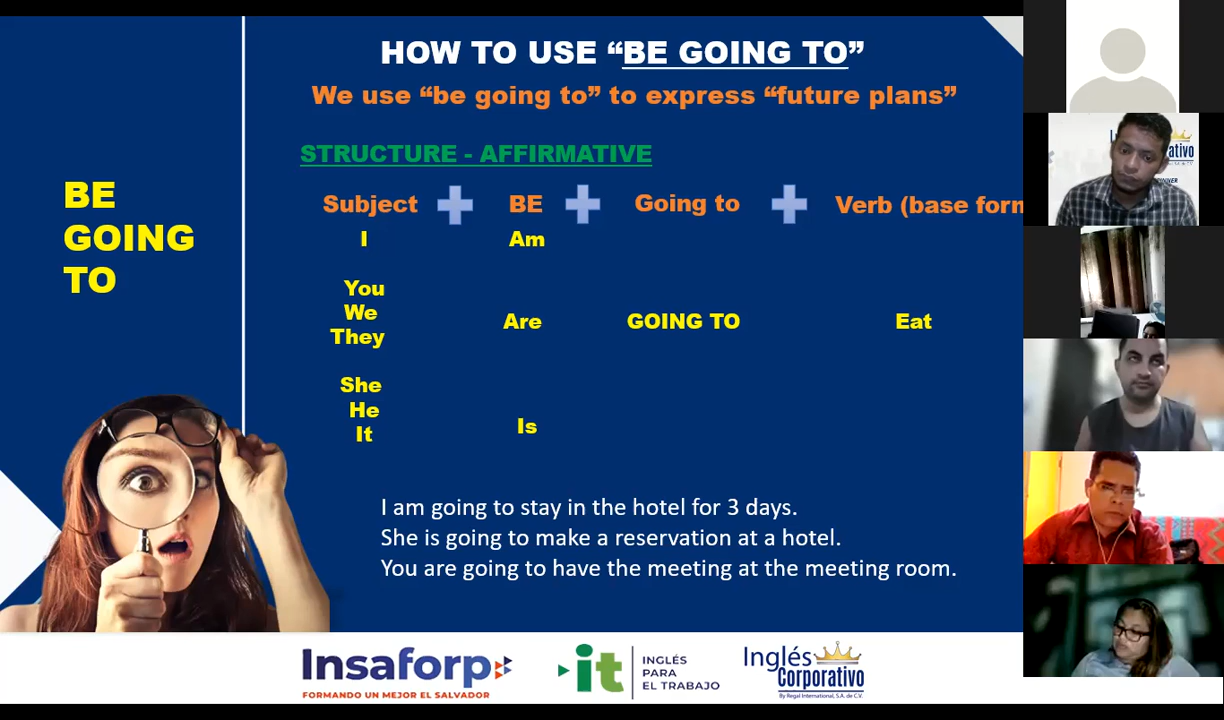 HOW TO USE “BE GOING TO”
We use “be going to” to express “future plans”
STRUCTURE - AFFIRMATIVE
BE
GOING
TO
Subject BE Going to Verb (base form
I Am
You
We
They
Are GOING TO Eat
She
He
It
Is
I am going to stay in the hotel for 3 days.
She is going to make a reservation at a hotel.
You are going to have the meeting at the meeting room.
Insaforp
FORMANDO UN MEJOR EL SALVADOR
it
INGLÉS
PARA
EL TRABAJO
Inglés
Corporativo
By Regal International, S.A. de C.V.